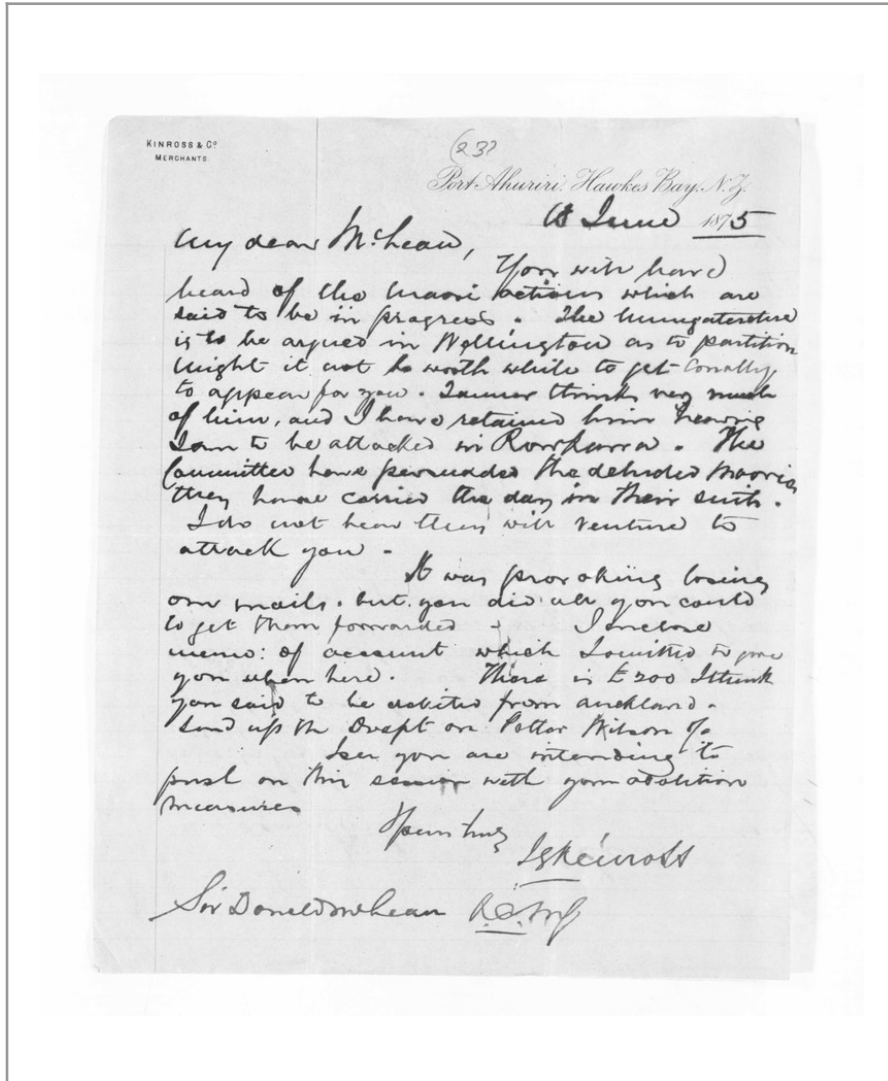 KINROSS & Co
MERCHANTS
(23?
Port Ahuriri. Hawkes Bay, N.Z.
June 1875
My dear McLean,
You will have
heard of the Maori actions which are
said to be in progress. The
is to be argued in Wellington as to partition
Might it not be worth while to get Conolly
to appear for you. Tanner thinks very much
of him, and I have retained him hearing
I am to be attacked in . The
Committee have persuaded the deluded Maories
they have carried the day in their suits.
I do not hear they will venture to
attack you -
It was provoking losing
our mails. but you did all you could
to get them forwarded - I enclose
memo: of account which I omitted to give
you when here. There is £200 I think
you said to be debited from Auckland.
Send up the Draft on Potter Wilson &
I see you are intending to
push on this session with your abolition
measures
Yours truly
J G Kinross
Sir Donald McLean K.C.M.G